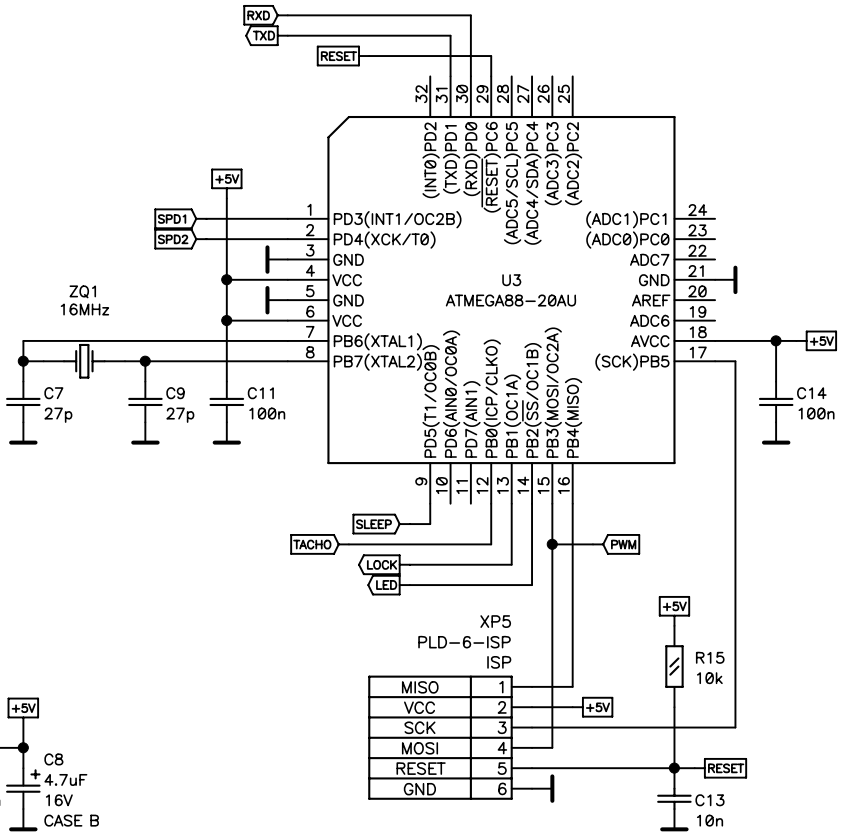 RXD
TXD
RESET
32
31
30
29
28
27
26
25
(INT0)PD2
(TXD)PD1
(RXD)PD0
(RESET)PC6
(ADC5/SCL)PC5
(ADC4/SDA)PC4
(ADC3)PC3
(ADC2)PC2
+5V
SPD1
SPD2
1
2
3
4
5
6
7
8
PD3(INT1/OC2B)
PD4(XCK/T0)
GND
VCC
GND
VCC
PB6(XTAL1)
PB7(XTAL2)
U3
ATMEGA88-20AU
(ADC1)PC1
(ADC0)PC0
ADC7
GND
AREF
ADC6
AVCC
(SCK)PB5
24
23
22
21
20
19
18
17
+5V
ZQ1
16MHz
C7
27p
C9
27p
C11
100n
C14
100n
PD5(T1/OC0B)
PD6(AIN0/OC0A)
PD7(AIN1)
PB0(ICP/CLKO)
PB1(OC1A)
PB2(SS/OC1B)
PB3(MOSI/OC2A)
PB4(MISO)
9
10
11
12
13
14
15
16
SLEEP
TACHO
LOCK
LED
PWM
XP5
PLD-6-ISP
ISP
MISO 1
VCC 2
SCK 3
MOSI 4
RESET 5
GND 6
+5V
+5V
R15
10k
RESET
C13
10n
+5V
C8
+ 4.7uF
16V
CASE B